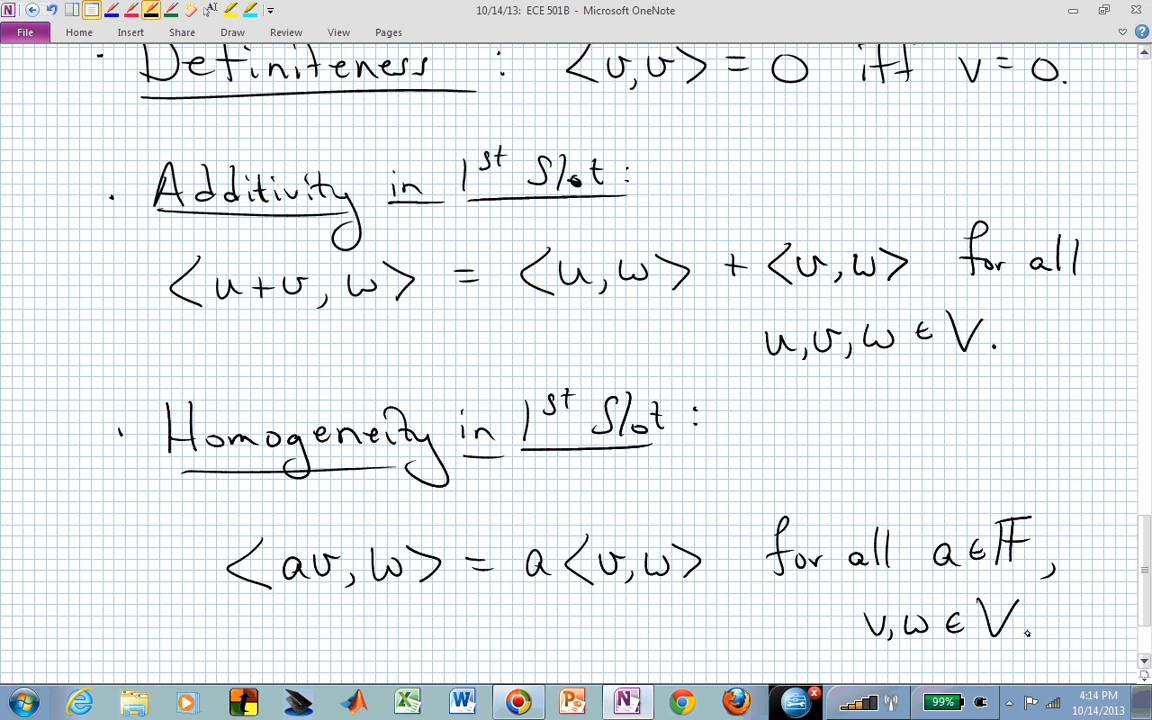 10/14/13: ECE 501B - Microsoft OneNote
File Home Insert Share Draw Review View Pages
· Definiteness : <v,v> = 0 iff v = 0.
· Additivity in 1st Slot:
<u+v, w> = <u,w> + <v,w> for all
u,v,w ∈ V.
· Homogeneity in 1st Slot:
<av, w> = a<v,w> for all a∈𝔽,
v,w ∈ V.
99%
4:14 PM
10/14/2013